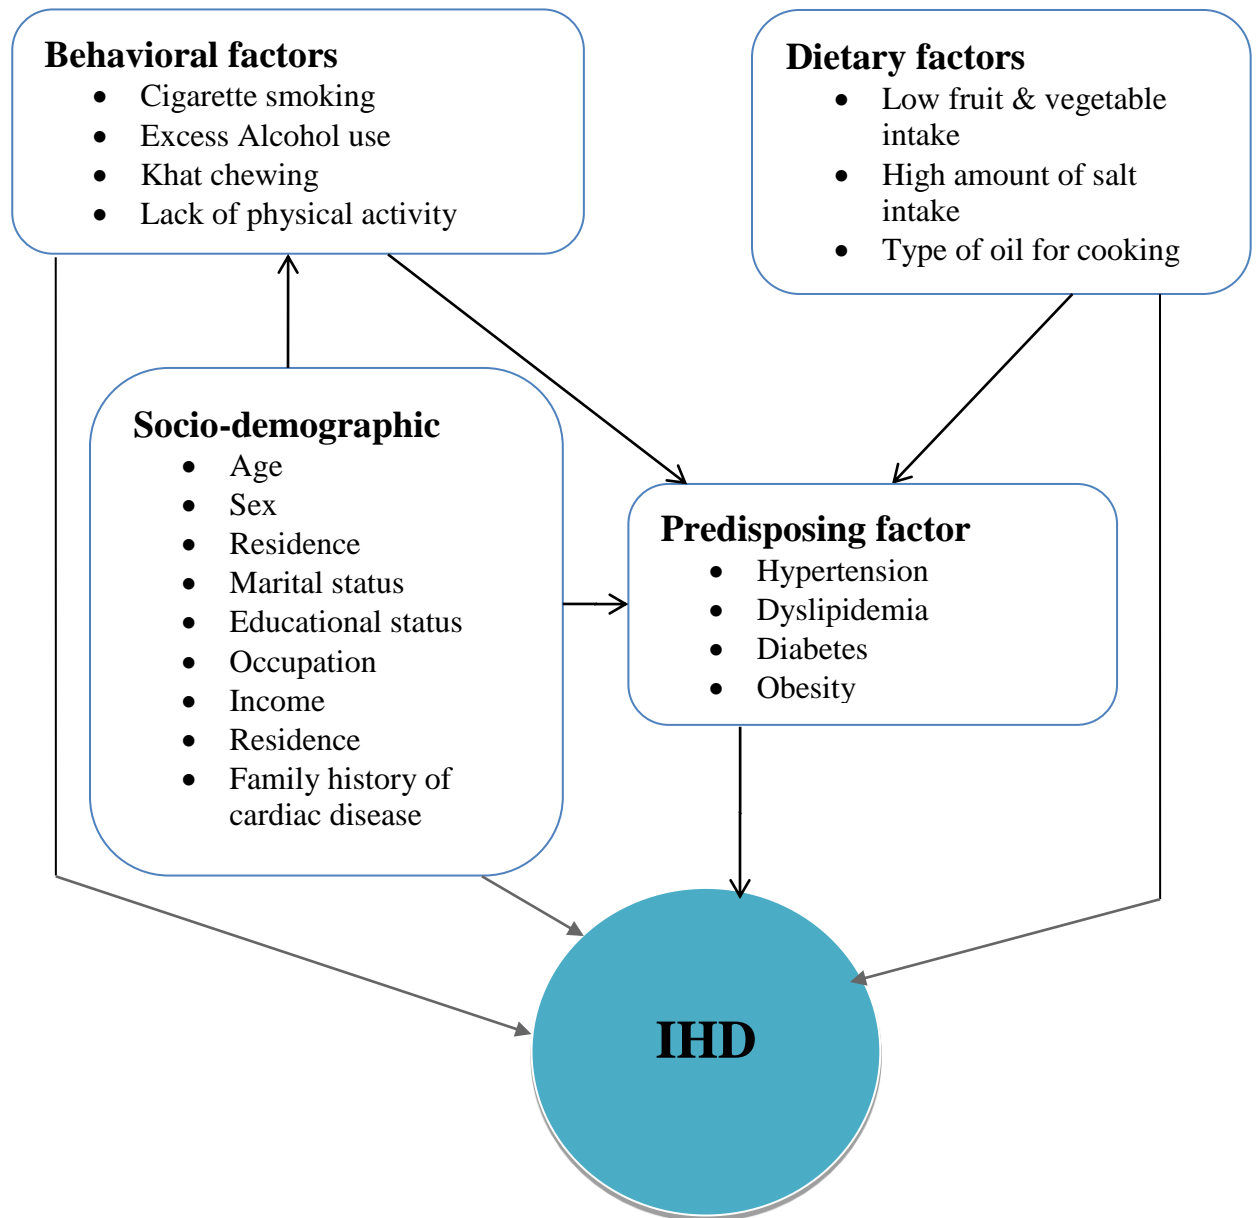 Behavioral factors
• Cigarette smoking
• Excess Alcohol use
• Khat chewing
• Lack of physical activity
Dietary factors
• Low fruit & vegetable
intake
• High amount of salt
intake
• Type of oil for cooking
Socio-demographic
• Age
• Sex
• Residence
• Marital status
• Educational status
• Occupation
• Income
• Residence
• Family history of
cardiac disease
Predisposing factor
• Hypertension
• Dyslipidemia
• Diabetes
• Obesity
IHD